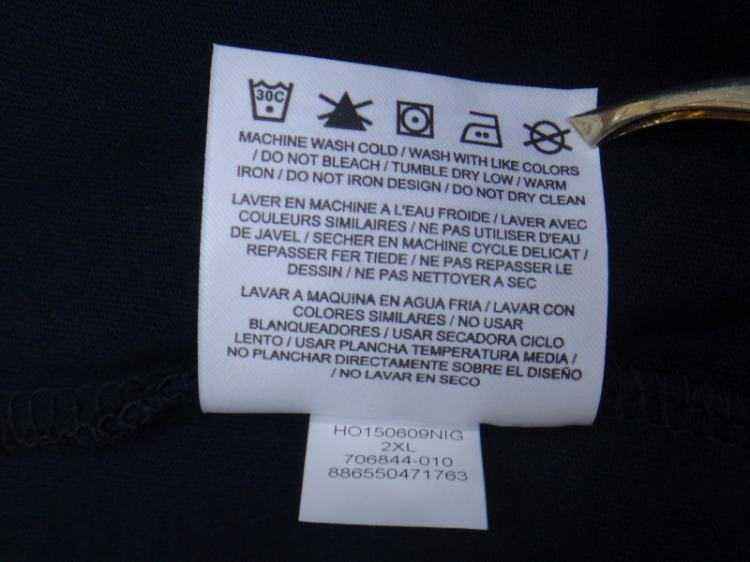 30C
MACHINE WASH COLD / WASH WITH LIKE COLORS
/ DO NOT BLEACH / TUMBLE DRY LOW / WARM
IRON / DO NOT IRON DESIGN / DO NOT DRY CLEAN
LAVER EN MACHINE A L'EAU FROIDE / LAVER AVEC
COULEURS SIMILAIRES / NE PAS UTILISER D'EAU
DE JAVEL / SECHER EN MACHINE CYCLE DELICAT /
REPASSER FER TIEDE / NE PAS REPASSER LE
DESSIN / NE PAS NETTOYER A SEC
LAVAR A MAQUINA EN AGUA FRIA / LAVAR CON
COLORES SIMILARES / NO USAR
BLANQUEADORES / USAR SECADORA CICLO
LENTO / USAR PLANCHA TEMPERATURA MEDIA /
NO PLANCHAR DIRECTAMENTE SOBRE EL DISEÑO
/ NO LAVAR EN SECO
HO150609NIG
2XL
706844-010
886550471763